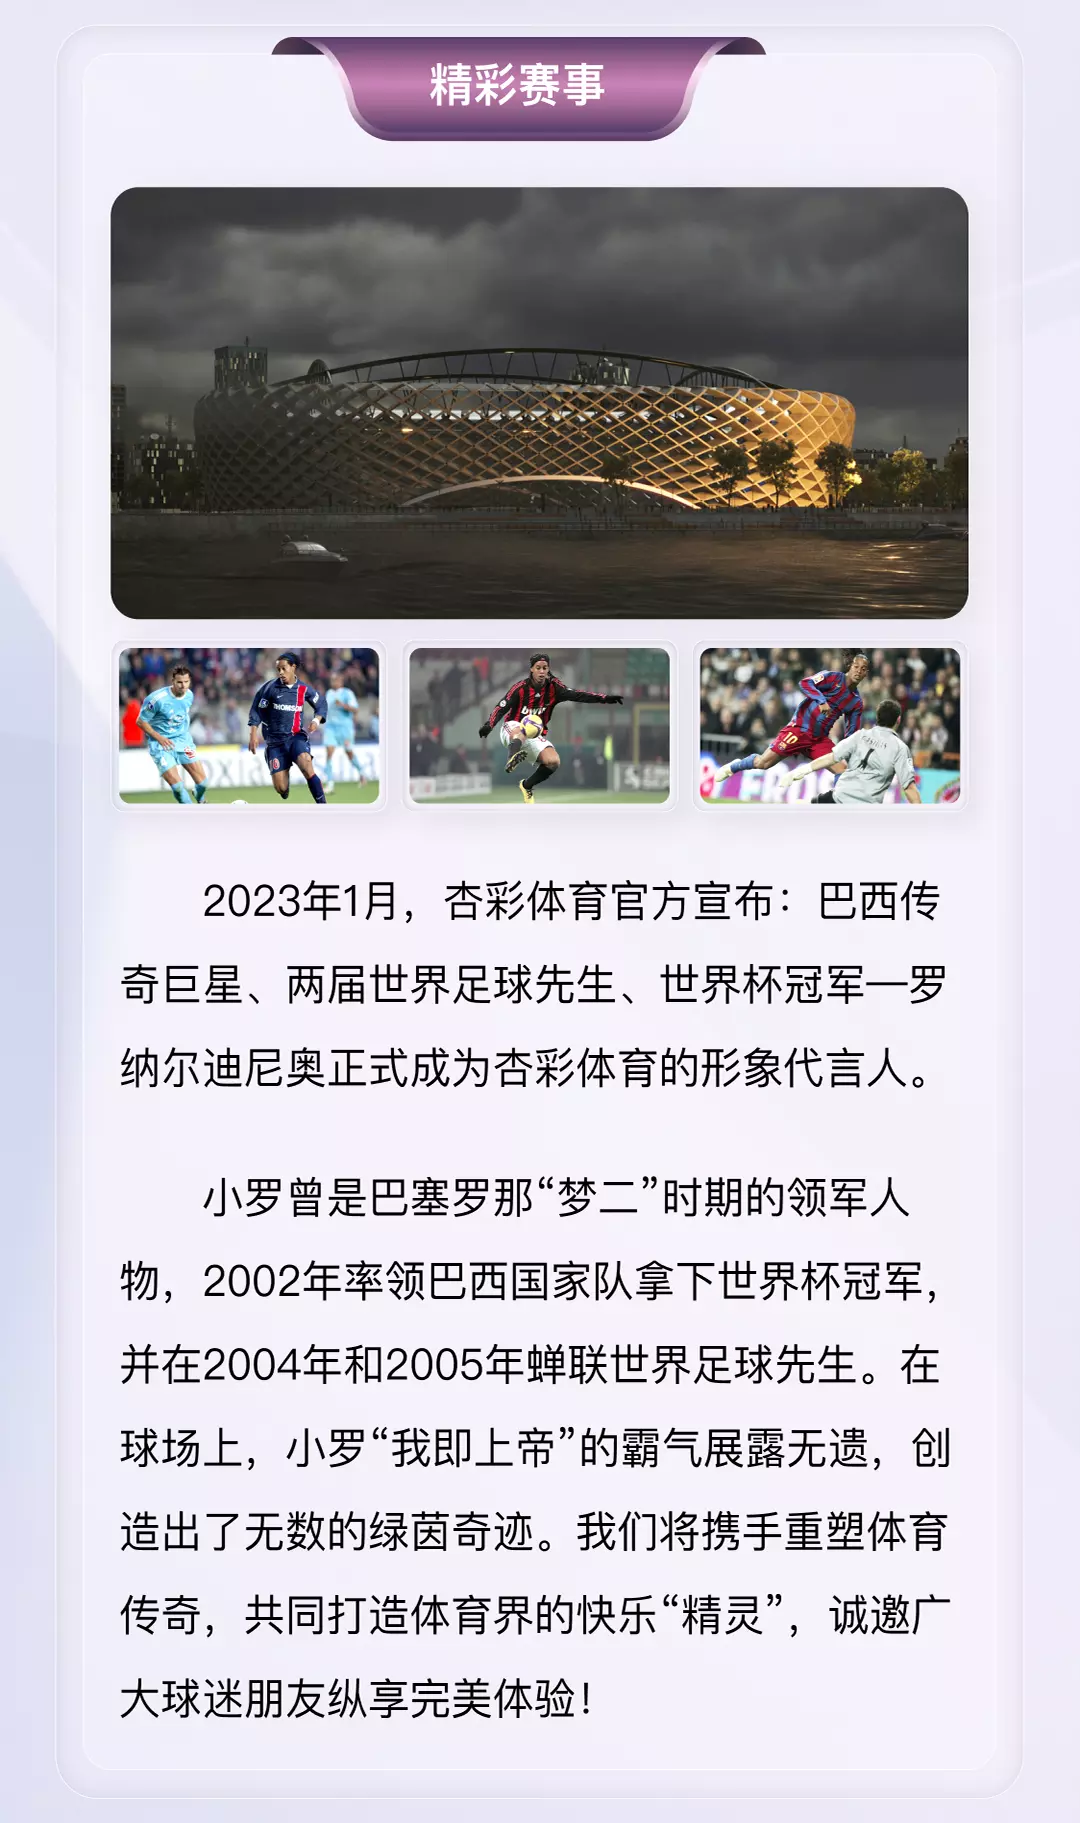 精彩赛事
THOMSON
bwin
10
2023年1月，杏彩体育官方宣布：巴西传
奇巨星、两届世界足球先生、世界杯冠军—罗
纳尔迪尼奥正式成为杏彩体育的形象代言人。
小罗曾是巴塞罗那“梦二”时期的领军人
物，2002年率领巴西国家队拿下世界杯冠军，
并在2004年和2005年蝉联世界足球先生。在
球场上，小罗“我即上帝”的霸气展露无遗，创
造出了无数的绿茵奇迹。我们将携手重塑体育
传奇，共同打造体育界的快乐“精灵”，诚邀广
大球迷朋友纵享完美体验！